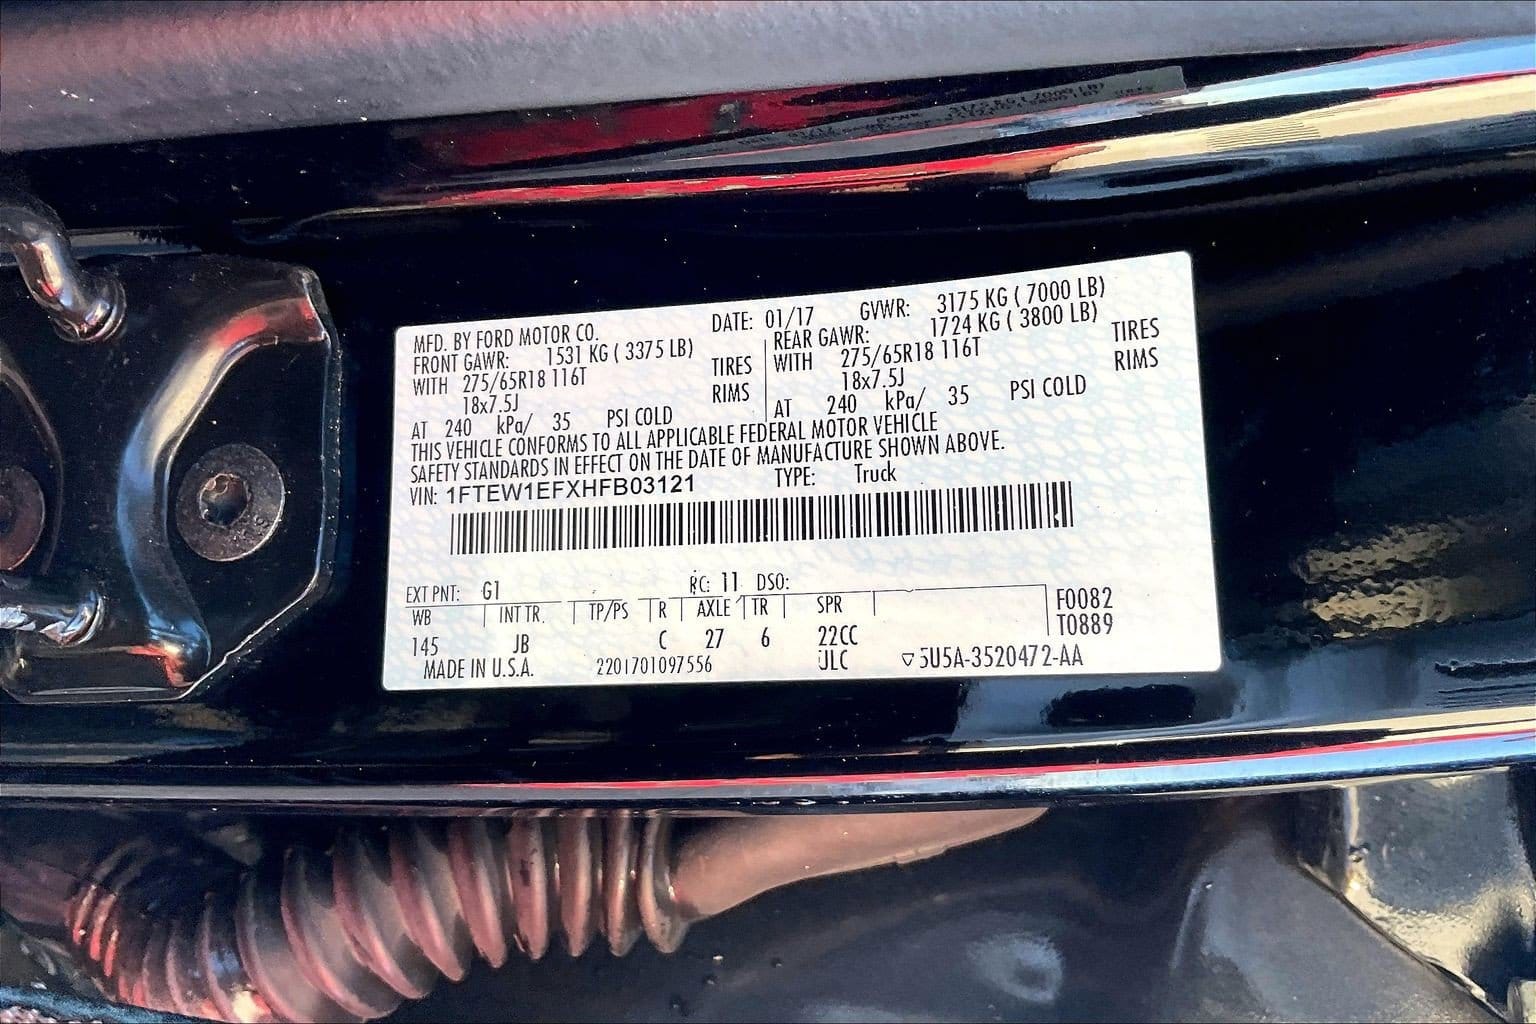 MFD. BY FORD MOTOR CO.
DATE: 01/17 GVWR: 3175 KG ( 7000 LB)
FRONT GAWR: 1531 KG ( 3375 LB)
WITH 275/65R18 116T TIRES
18x7.5J RIMS
AT 240 kPa/ 35 PSI COLD
REAR GAWR: 1724 KG ( 3800 LB)
WITH 275/65R18 116T TIRES
18x7.5J RIMS
AT 240 kPa/ 35 PSI COLD
THIS VEHICLE CONFORMS TO ALL APPLICABLE FEDERAL MOTOR VEHICLE
SAFETY STANDARDS IN EFFECT ON THE DATE OF MANUFACTURE SHOWN ABOVE.
VIN: 1FTEW1EFXHFB03121 TYPE: Truck
EXT PNT: G1 RC: 11 DSO:
WB INT TR. TP/PS R AXLE TR SPR F0082
145 JB C 27 6 22CC T0889
MADE IN U.S.A. 2201701097556 ULC ▽5U5A-3520472-AA